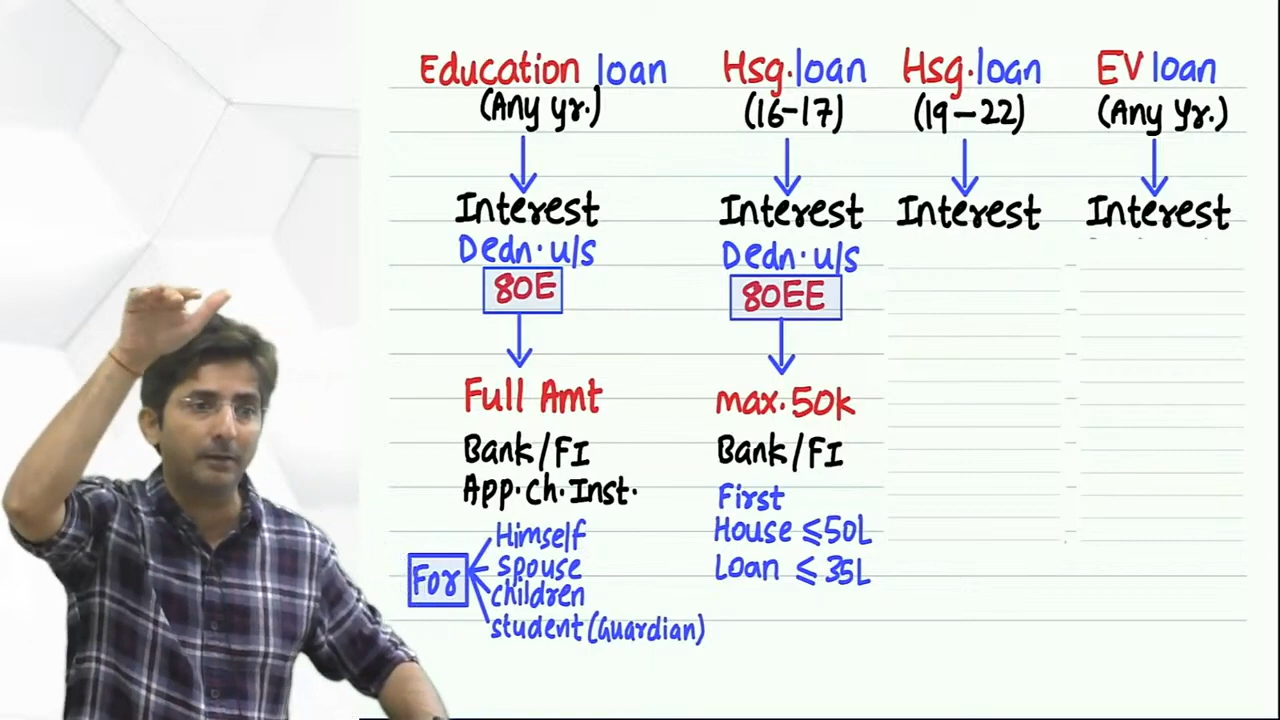 Education loan
(Any yr.)
Interest
Dedn. u/s
80E
Full Amt
Bank/FI
App.Ch.Inst.
For
Himself
spouse
children
student (Guardian)
Hsg. loan
(16-17)
Interest
Dedn. u/s
80EE
max. 50k
Bank/FI
First
House ≤50L
Loan ≤ 35L
Hsg. loan
(19-22)
Interest
EV loan
(Any Yr.)
Interest